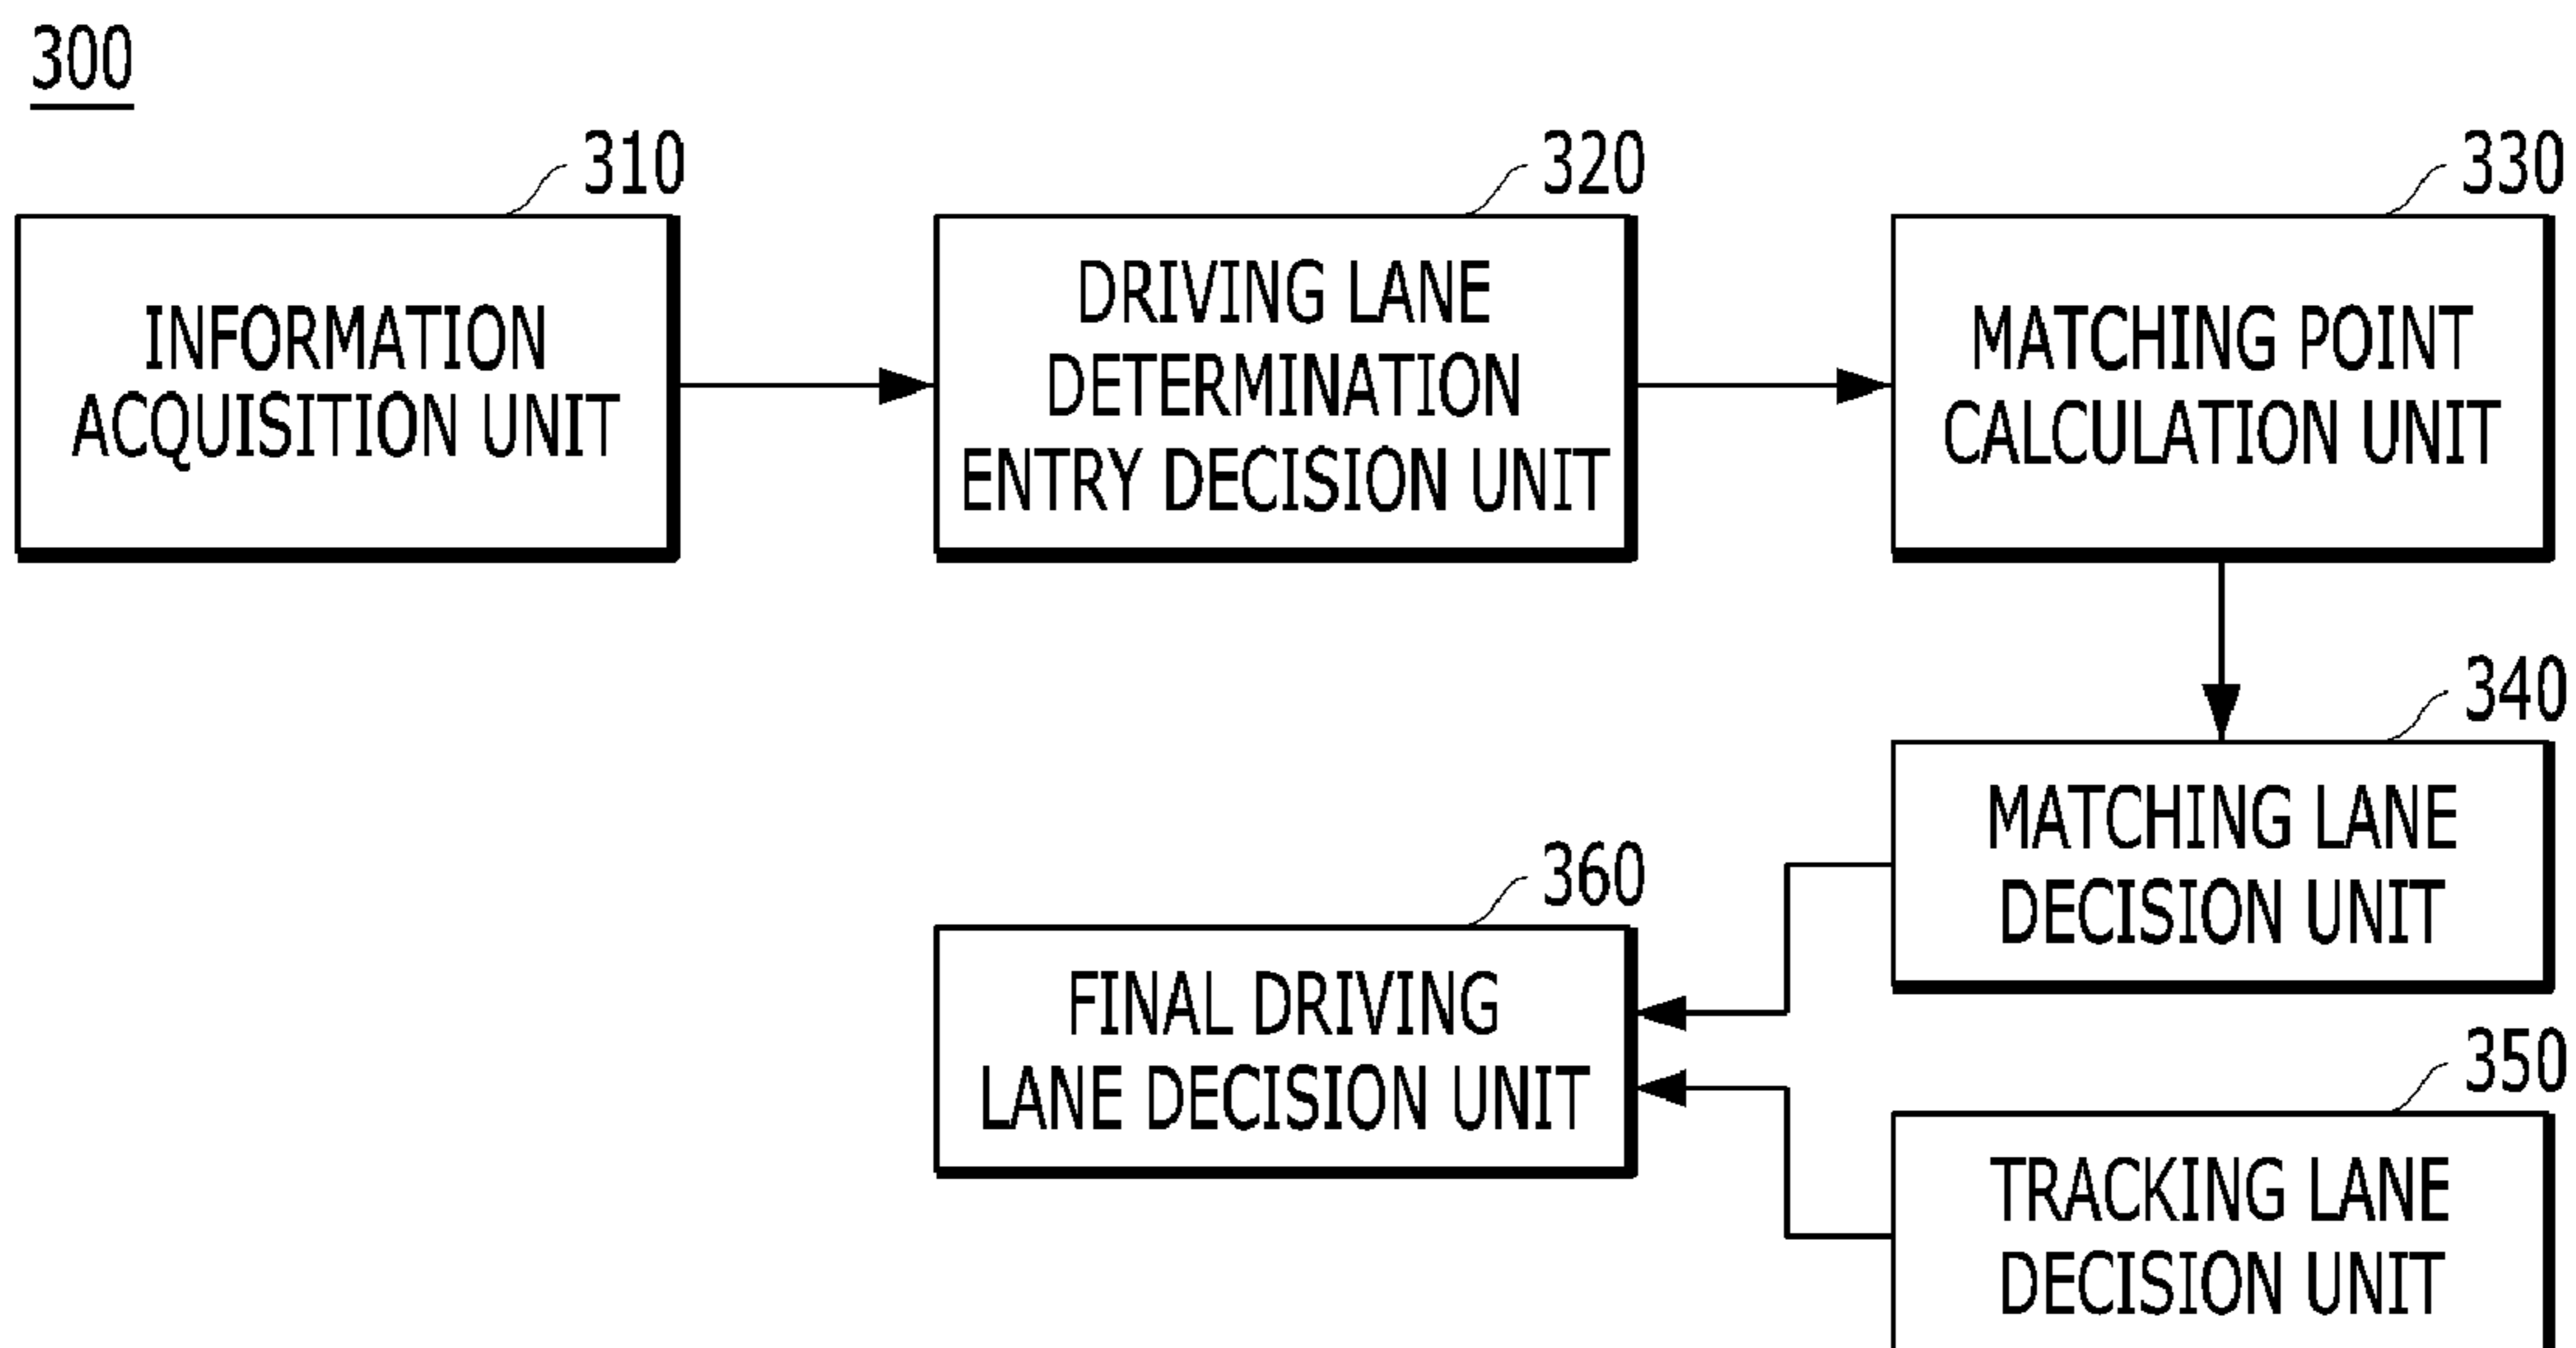 300
310
INFORMATION
ACQUISITION UNIT
320
DRIVING LANE
DETERMINATION
ENTRY DECISION UNIT
330
MATCHING POINT
CALCULATION UNIT
340
MATCHING LANE
DECISION UNIT
360
FINAL DRIVING
LANE DECISION UNIT
350
TRACKING LANE
DECISION UNIT